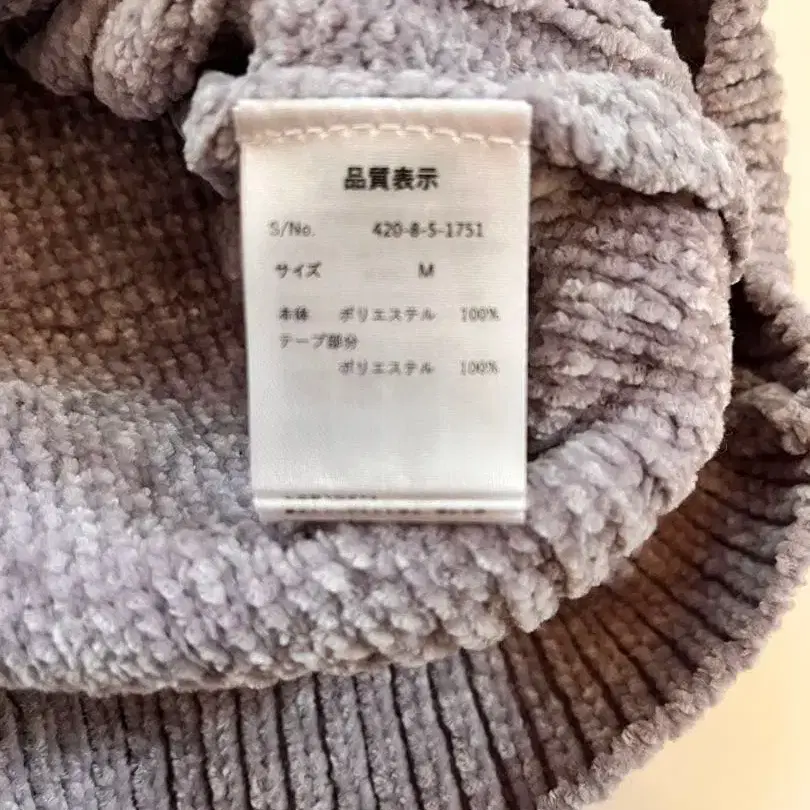 品質表示
S/No. 420-8-5-1751
サイズ M
本体 ポリエステル 100%
テープ部分
ポリエステル 100%